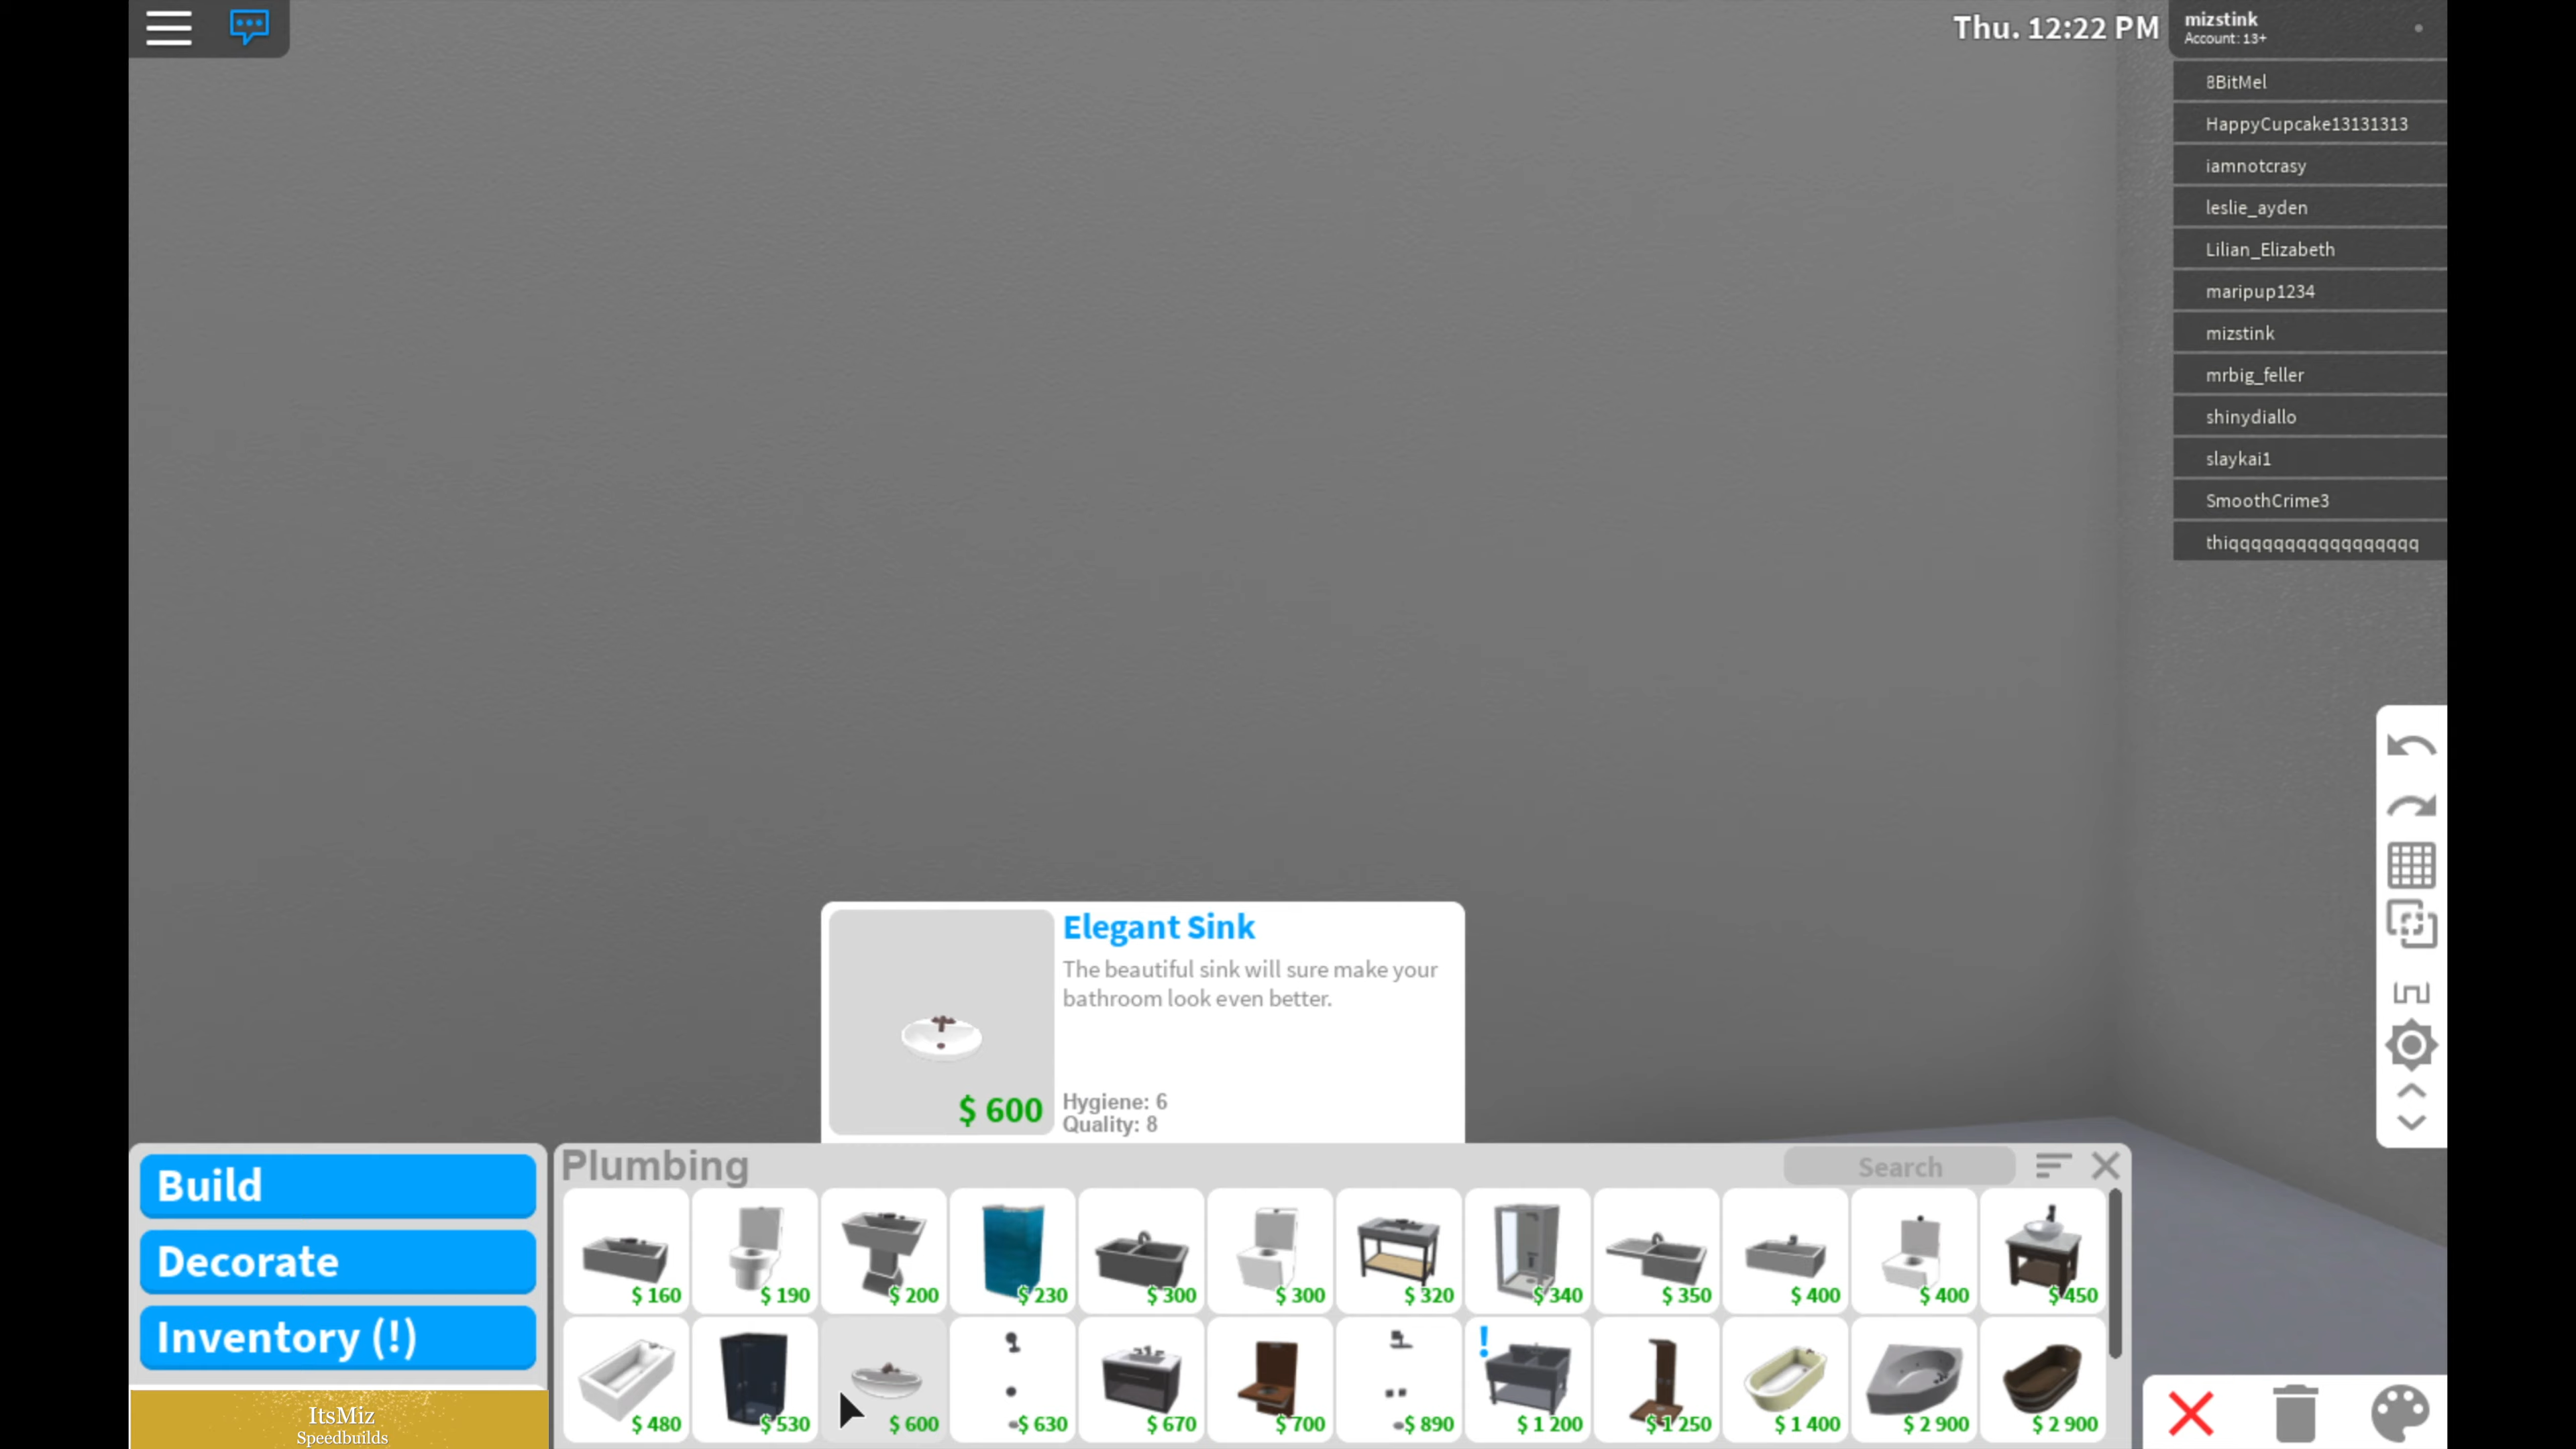 Thu. 12:22 PM
mizstink
Account: 13+
8BitMel
HappyCupcake13131313
iamnotcrasy
leslie_ayden
Lilian_Elizabeth
maripup1234
mizstink
mrbig_feller
shinydiallo
slaykai1
SmoothCrime3
thiqqqqqqqqqqqqqqqqq
Elegant Sink
The beautiful sink will sure make your
bathroom look even better.
$ 600
Hygiene: 6
Quality: 8
Build
Decorate
Inventory (!)
ItsMiz
Speedbuilds
Plumbing
Search
$ 160 $ 190 $ 200 $ 230 $ 300 $ 300 $ 320 $ 340 $ 350 $ 400 $ 400 $ 450
!
$ 480 $ 530 $ 600 $ 630 $ 670 $ 700 $ 890 $ 1 200 $ 1 250 $ 1 400 $ 2 900 $ 2 900